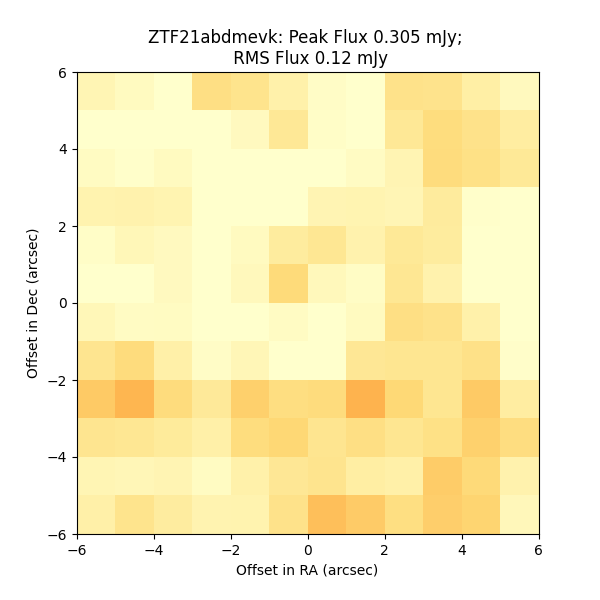 ZTF21abdmevk: Peak Flux 0.305 mJy;
RMS Flux 0.12 mJy
6
4
2
0
−2
−4
−6
Offset in Dec (arcsec)
−6 −4 −2 0 2 4 6
Offset in RA (arcsec)